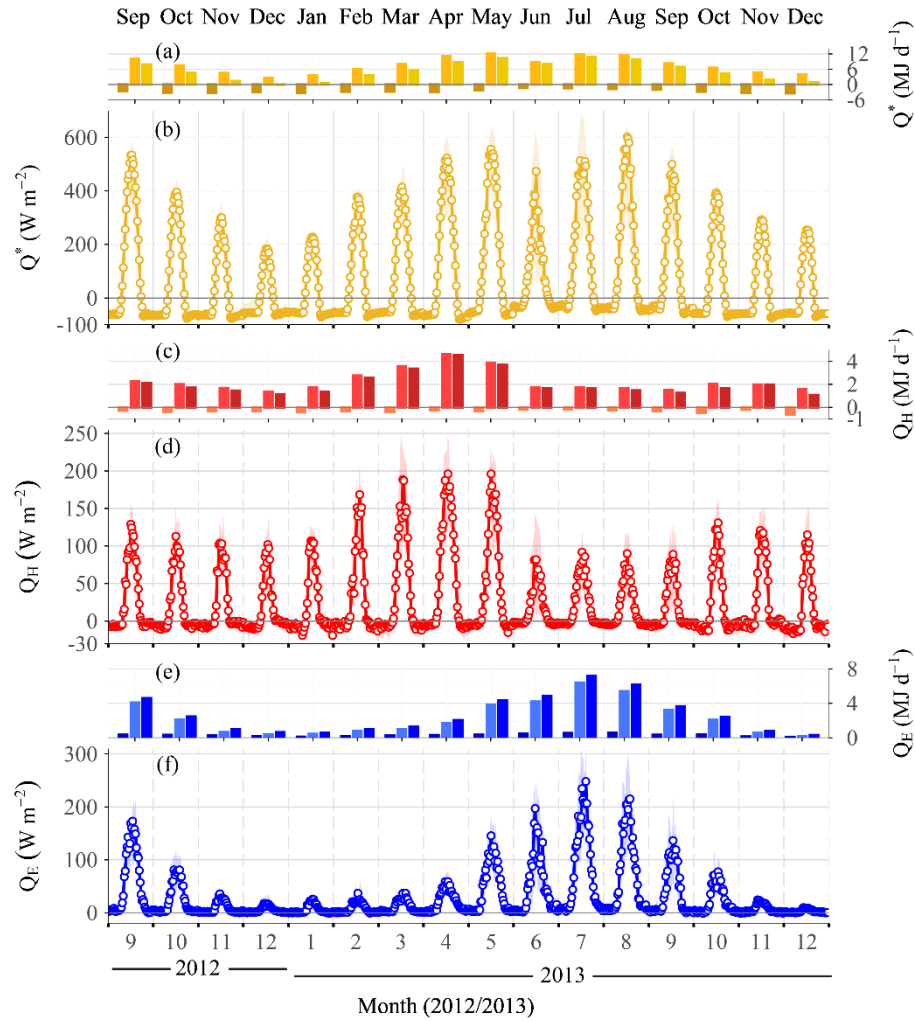 Sep Oct Nov Dec Jan Feb Mar Apr May Jun Jul Aug Sep Oct Nov Dec
(a)
12
6
0
-6
Q* (MJ d⁻¹)
(b)
600
400
200
0
-100
Q* (W m⁻²)
(c)
4
2
0
-1
Q_H (MJ d⁻¹)
(d)
250
200
150
100
50
0
-30
Q_H (W m⁻²)
(e)
8
4
0
Q_E (MJ d⁻¹)
(f)
300
200
100
0
Q_E (W m⁻²)
9 10 11 12 1 2 3 4 5 6 7 8 9 10 11 12
2012 2013
Month (2012/2013)